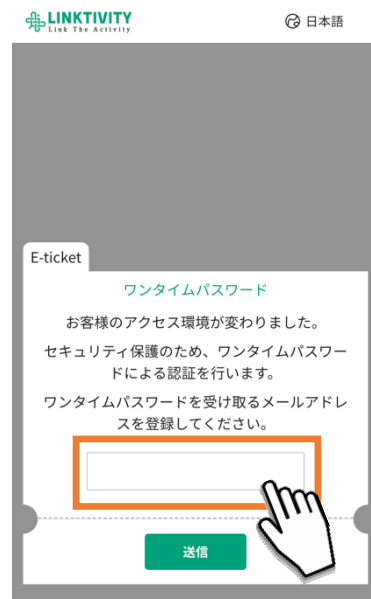 LINKTIVITY
Link The Activity
日本語
E-ticket
ワンタイムパスワード
お客様のアクセス環境が変わりました。
セキュリティ保護のため、ワンタイムパスワー
ドによる認証を行います。
ワンタイムパスワードを受け取るメールアドレ
スを登録してください。
送信